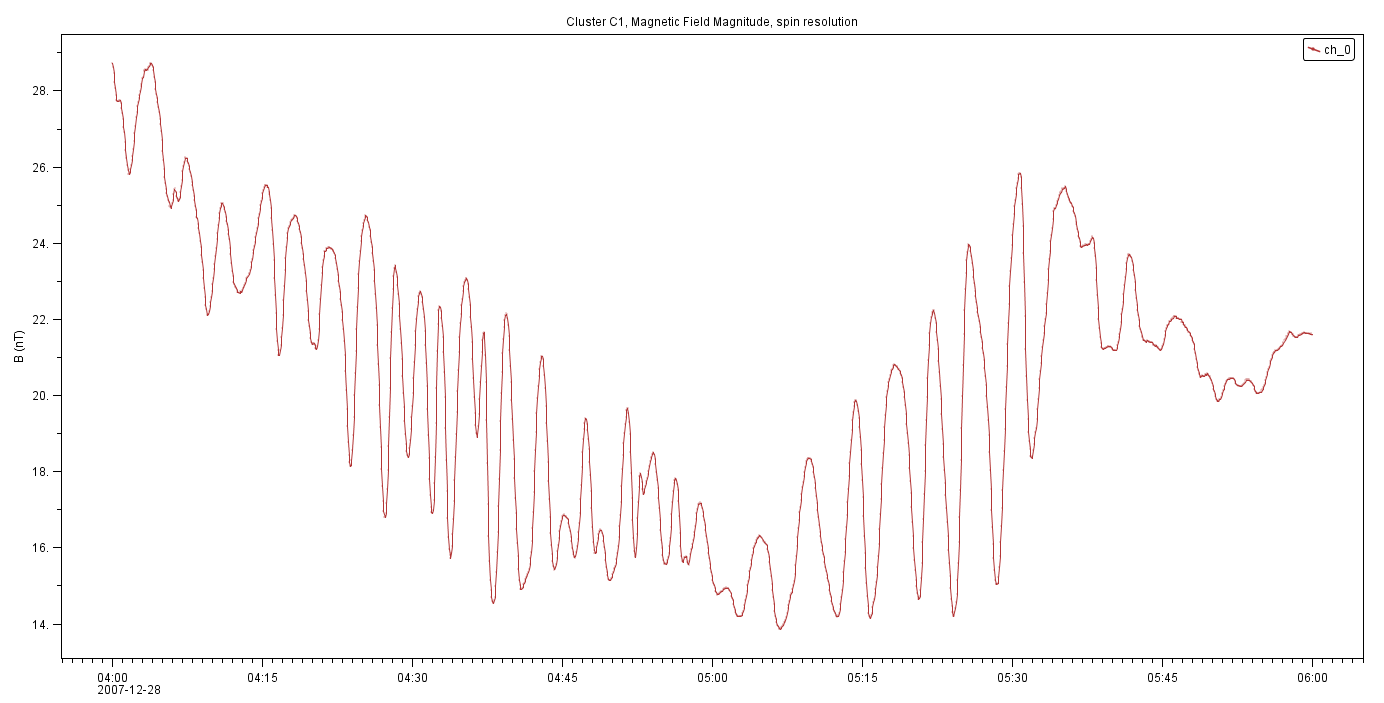 Cluster C1, Magnetic Field Magnitude, spin resolution
ch_0
28.
26.
24.
22.
20.
18.
16.
14.
B (nT)
04:00 04:15 04:30 04:45 05:00 05:15 05:30 05:45 06:00
2007-12-28